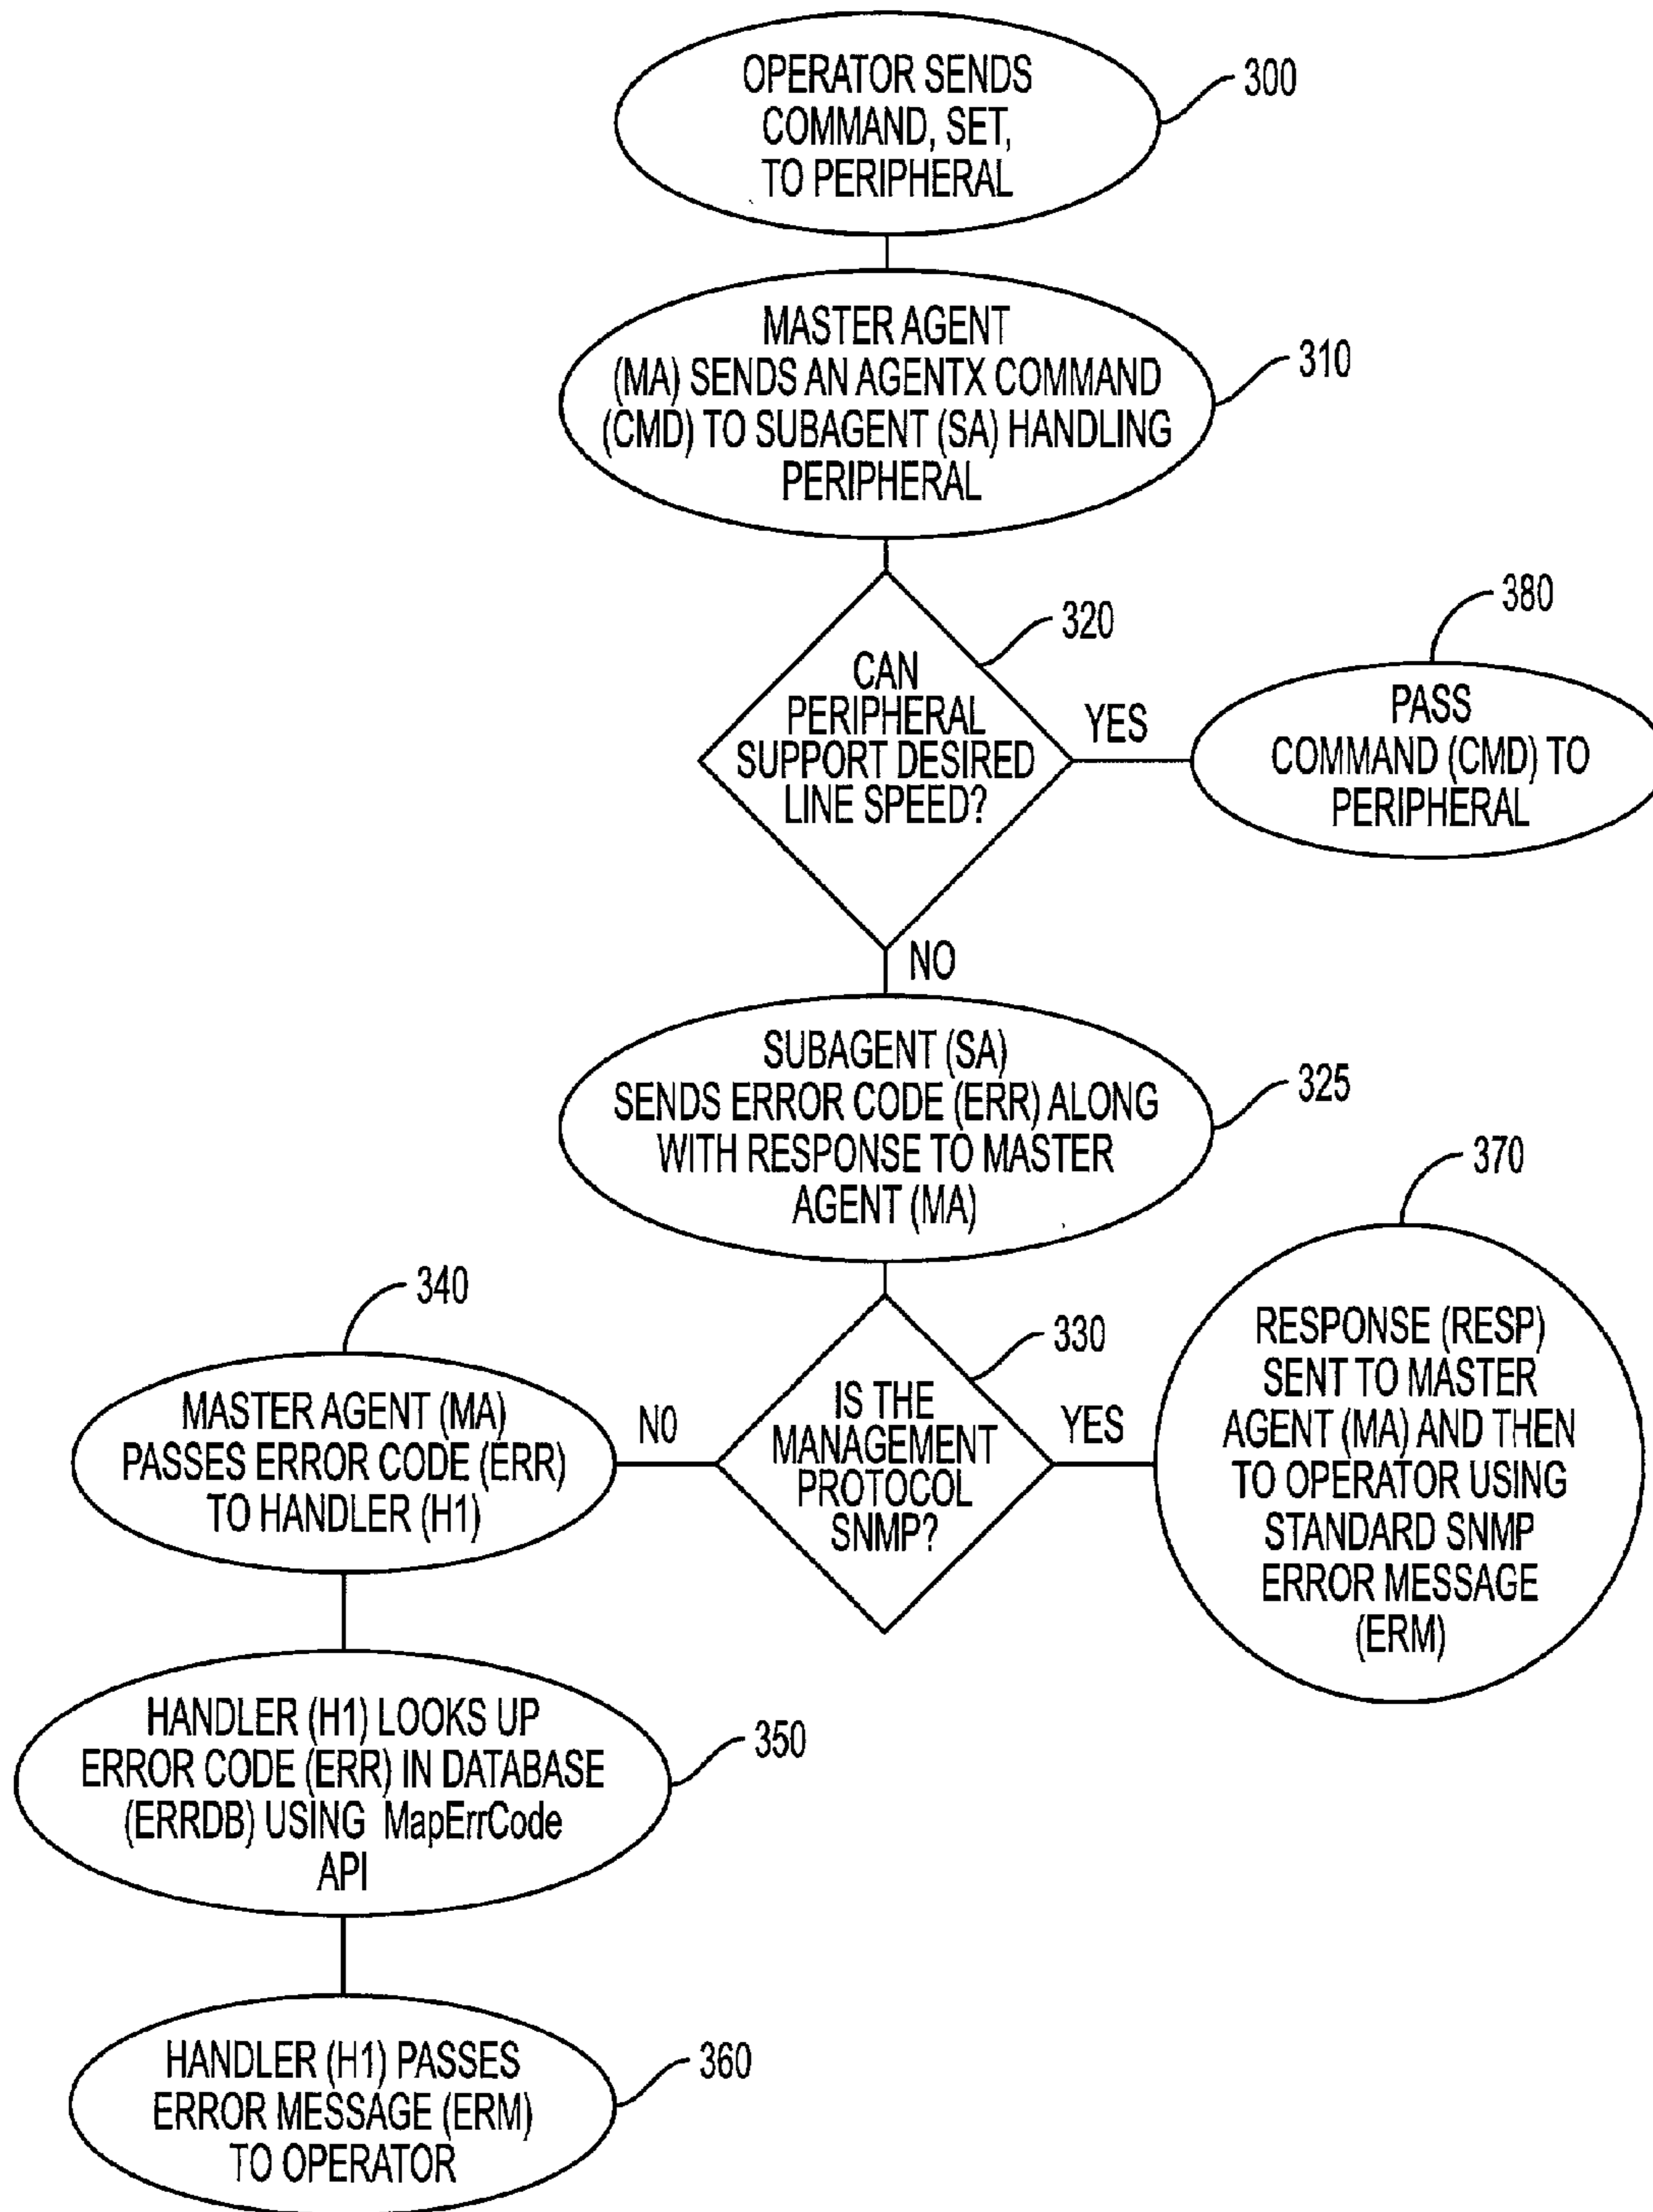 OPERATOR SENDS
COMMAND, SET,
TO PERIPHERAL
300
MASTER AGENT
(MA) SENDS AN AGENTX COMMAND
(CMD) TO SUBAGENT (SA) HANDLING
PERIPHERAL
310
CAN
PERIPHERAL
SUPPORT DESIRED
LINE SPEED?
320
YES
380
PASS
COMMAND (CMD) TO
PERIPHERAL
NO
SUBAGENT (SA)
SENDS ERROR CODE (ERR) ALONG
WITH RESPONSE TO MASTER
AGENT (MA)
325
IS THE
MANAGEMENT
PROTOCOL
SNMP?
330
YES
370
RESPONSE (RESP)
SENT TO MASTER
AGENT (MA) AND THEN
TO OPERATOR USING
STANDARD SNMP
ERROR MESSAGE
(ERM)
NO
340
MASTER AGENT (MA)
PASSES ERROR CODE (ERR)
TO HANDLER (H1)
HANDLER (H1) LOOKS UP
ERROR CODE (ERR) IN DATABASE
(ERRDB) USING MapErrCode
API
350
HANDLER (H1) PASSES
ERROR MESSAGE (ERM)
TO OPERATOR
360